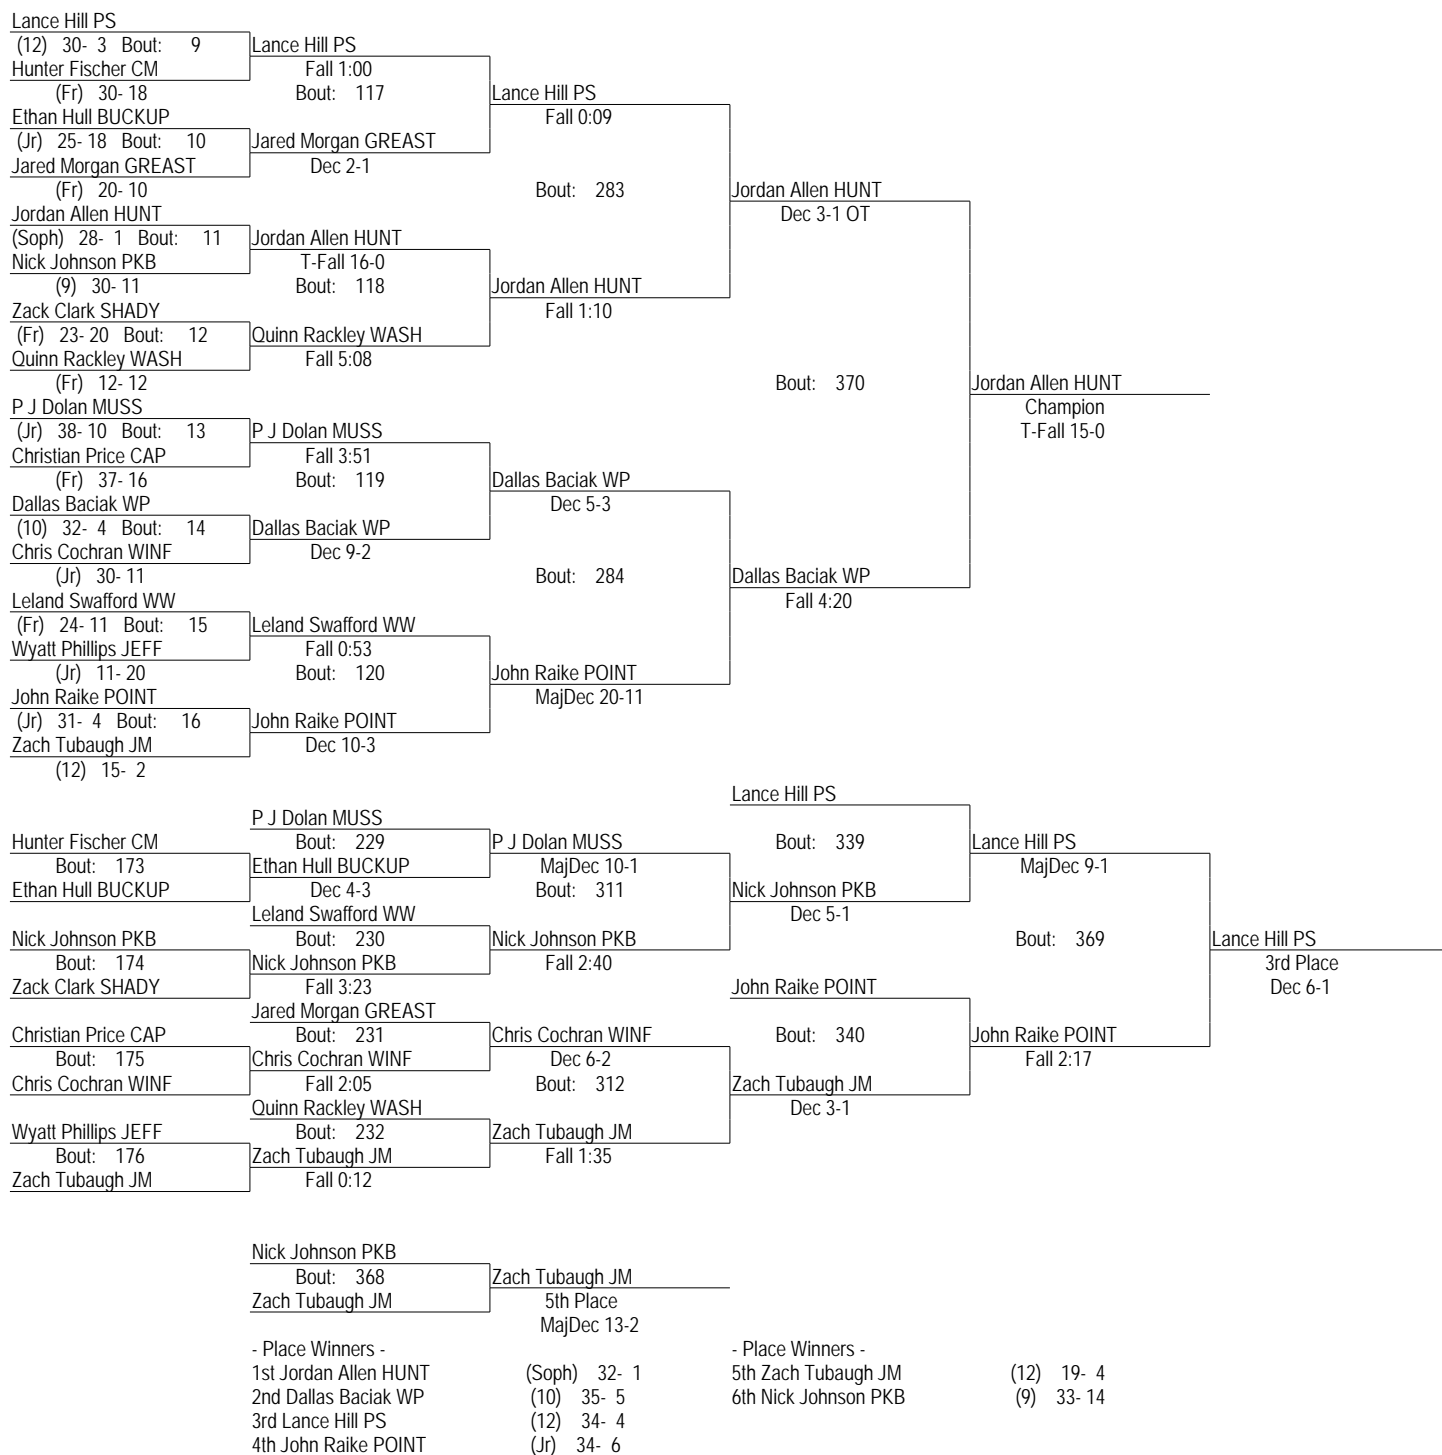 Lance Hill PS
(12) 30- 3 Bout: 9 Lance Hill PS
Hunter Fischer CM Fall 1:00
(Fr) 30- 18 Bout: 117 Lance Hill PS
Ethan Hull BUCKUP Fall 0:09
(Jr) 25- 18 Bout: 10 Jared Morgan GREAST
Jared Morgan GREAST Dec 2-1
(Fr) 20- 10 Bout: 283 Jordan Allen HUNT
Jordan Allen HUNT Dec 3-1 OT
(Soph) 28- 1 Bout: 11 Jordan Allen HUNT
Nick Johnson PKB T-Fall 16-0
(9) 30- 11 Bout: 118 Jordan Allen HUNT
Zack Clark SHADY Fall 1:10
(Fr) 23- 20 Bout: 12 Quinn Rackley WASH
Quinn Rackley WASH Fall 5:08
(Fr) 12- 12 Bout: 370 Jordan Allen HUNT
P J Dolan MUSS Champion
(Jr) 38- 10 Bout: 13 P J Dolan MUSS T-Fall 15-0
Christian Price CAP Fall 3:51
(Fr) 37- 16 Bout: 119 Dallas Baciak WP
Dallas Baciak WP Dec 5-3
(10) 32- 4 Bout: 14 Dallas Baciak WP
Chris Cochran WINF Dec 9-2
(Jr) 30- 11 Bout: 284 Dallas Baciak WP
Leland Swafford WW Fall 4:20
(Fr) 24- 11 Bout: 15 Leland Swafford WW
Wyatt Phillips JEFF Fall 0:53
(Jr) 11- 20 Bout: 120 John Raike POINT
John Raike POINT MajDec 20-11
(Jr) 31- 4 Bout: 16 John Raike POINT
Zach Tubaugh JM Dec 10-3
(12) 15- 2
Lance Hill PS
P J Dolan MUSS
Hunter Fischer CM Bout: 229 P J Dolan MUSS Bout: 339 Lance Hill PS
Bout: 173 Ethan Hull BUCKUP MajDec 10-1 MajDec 9-1
Ethan Hull BUCKUP Dec 4-3 Bout: 311 Nick Johnson PKB
Leland Swafford WW Dec 5-1
Nick Johnson PKB Bout: 230 Nick Johnson PKB Bout: 369 Lance Hill PS
Bout: 174 Nick Johnson PKB Fall 2:40 3rd Place
Zack Clark SHADY Fall 3:23 John Raike POINT Dec 6-1
Jared Morgan GREAST
Christian Price CAP Bout: 231 Chris Cochran WINF Bout: 340 John Raike POINT
Bout: 175 Chris Cochran WINF Dec 6-2 Fall 2:17
Chris Cochran WINF Fall 2:05 Bout: 312 Zach Tubaugh JM
Quinn Rackley WASH Dec 3-1
Wyatt Phillips JEFF Bout: 232 Zach Tubaugh JM
Bout: 176 Zach Tubaugh JM Fall 1:35
Zach Tubaugh JM Fall 0:12
Nick Johnson PKB
Bout: 368 Zach Tubaugh JM
Zach Tubaugh JM 5th Place
MajDec 13-2
- Place Winners - - Place Winners -
1st Jordan Allen HUNT (Soph) 32- 1 5th Zach Tubaugh JM (12) 19- 4
2nd Dallas Baciak WP (10) 35- 5 6th Nick Johnson PKB (9) 33- 14
3rd Lance Hill PS (12) 34- 4
4th John Raike POINT (Jr) 34- 6